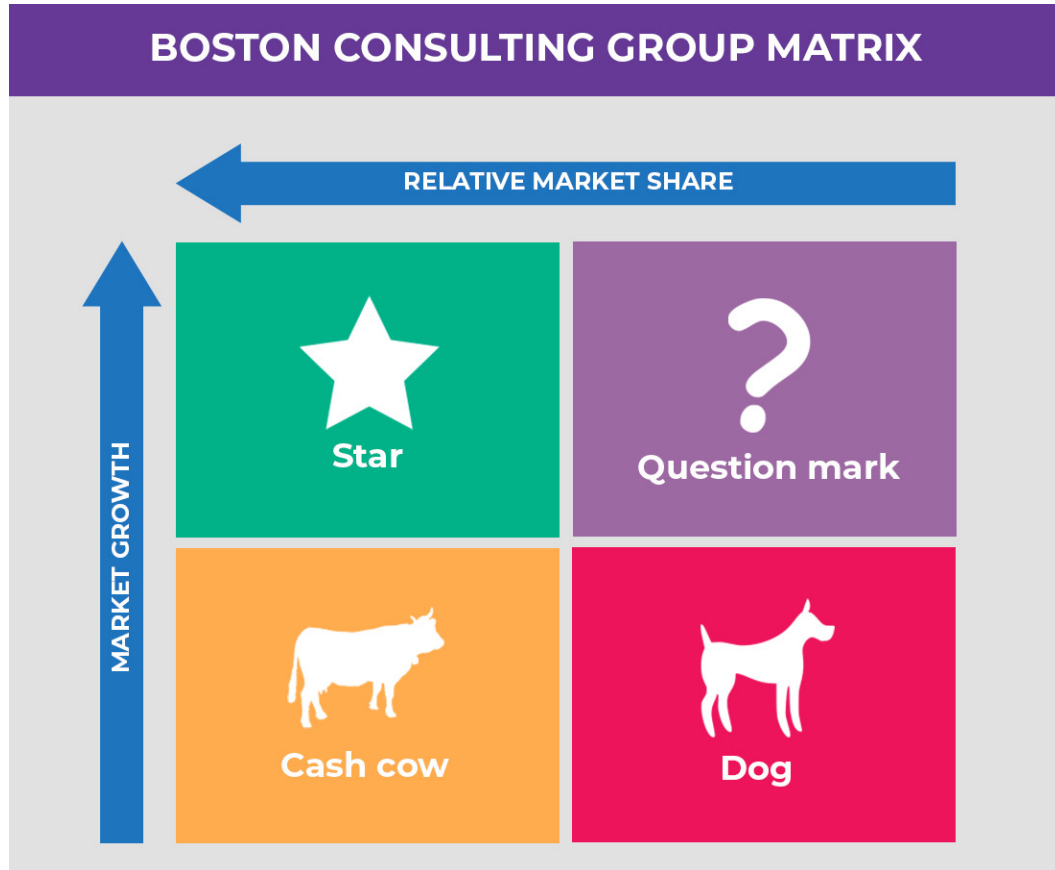 BOSTON CONSULTING GROUP MATRIX
RELATIVE MARKET SHARE
MARKET GROWTH
Star
Question mark
Cash cow
Dog